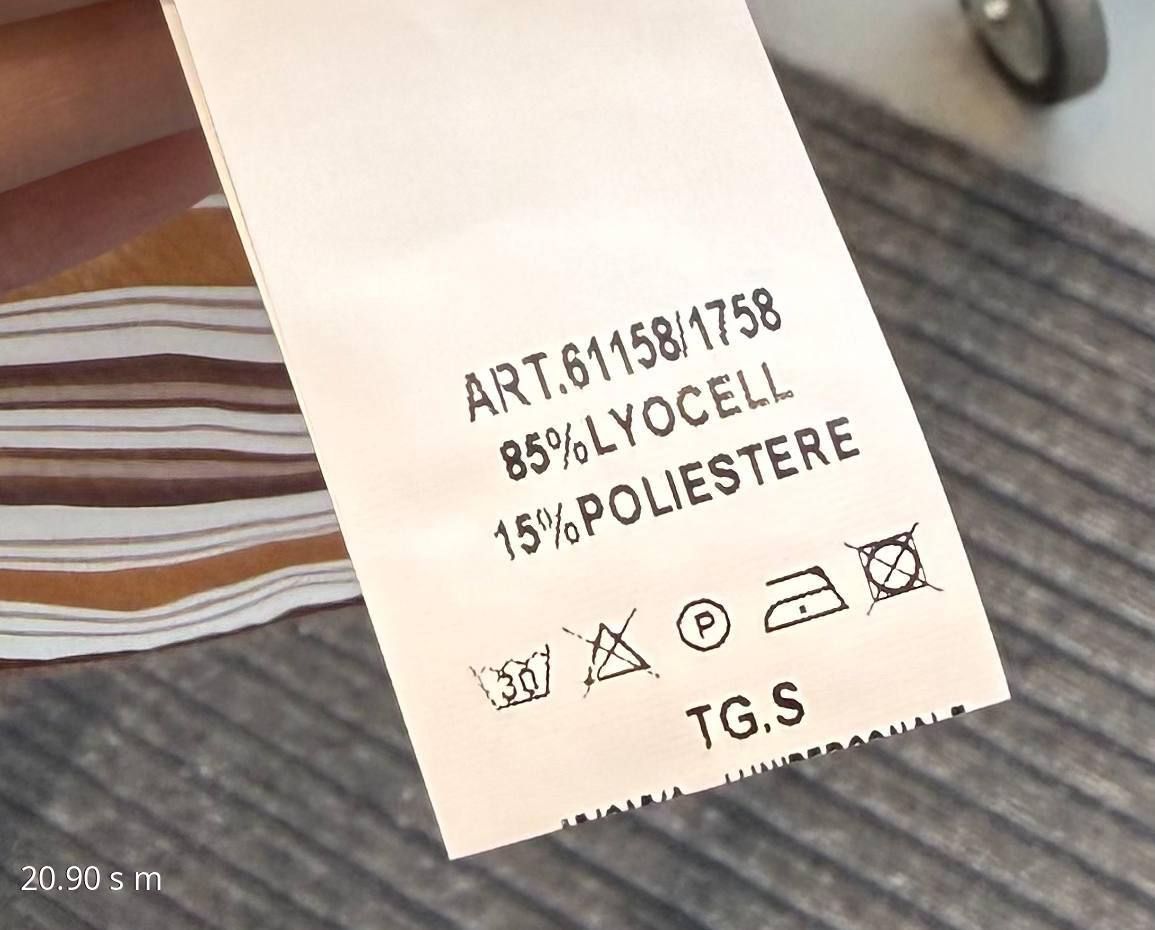 ART.61158/1758
85%LYOCELL
15%POLIESTERE
30
P
TG.S
20.90 s m